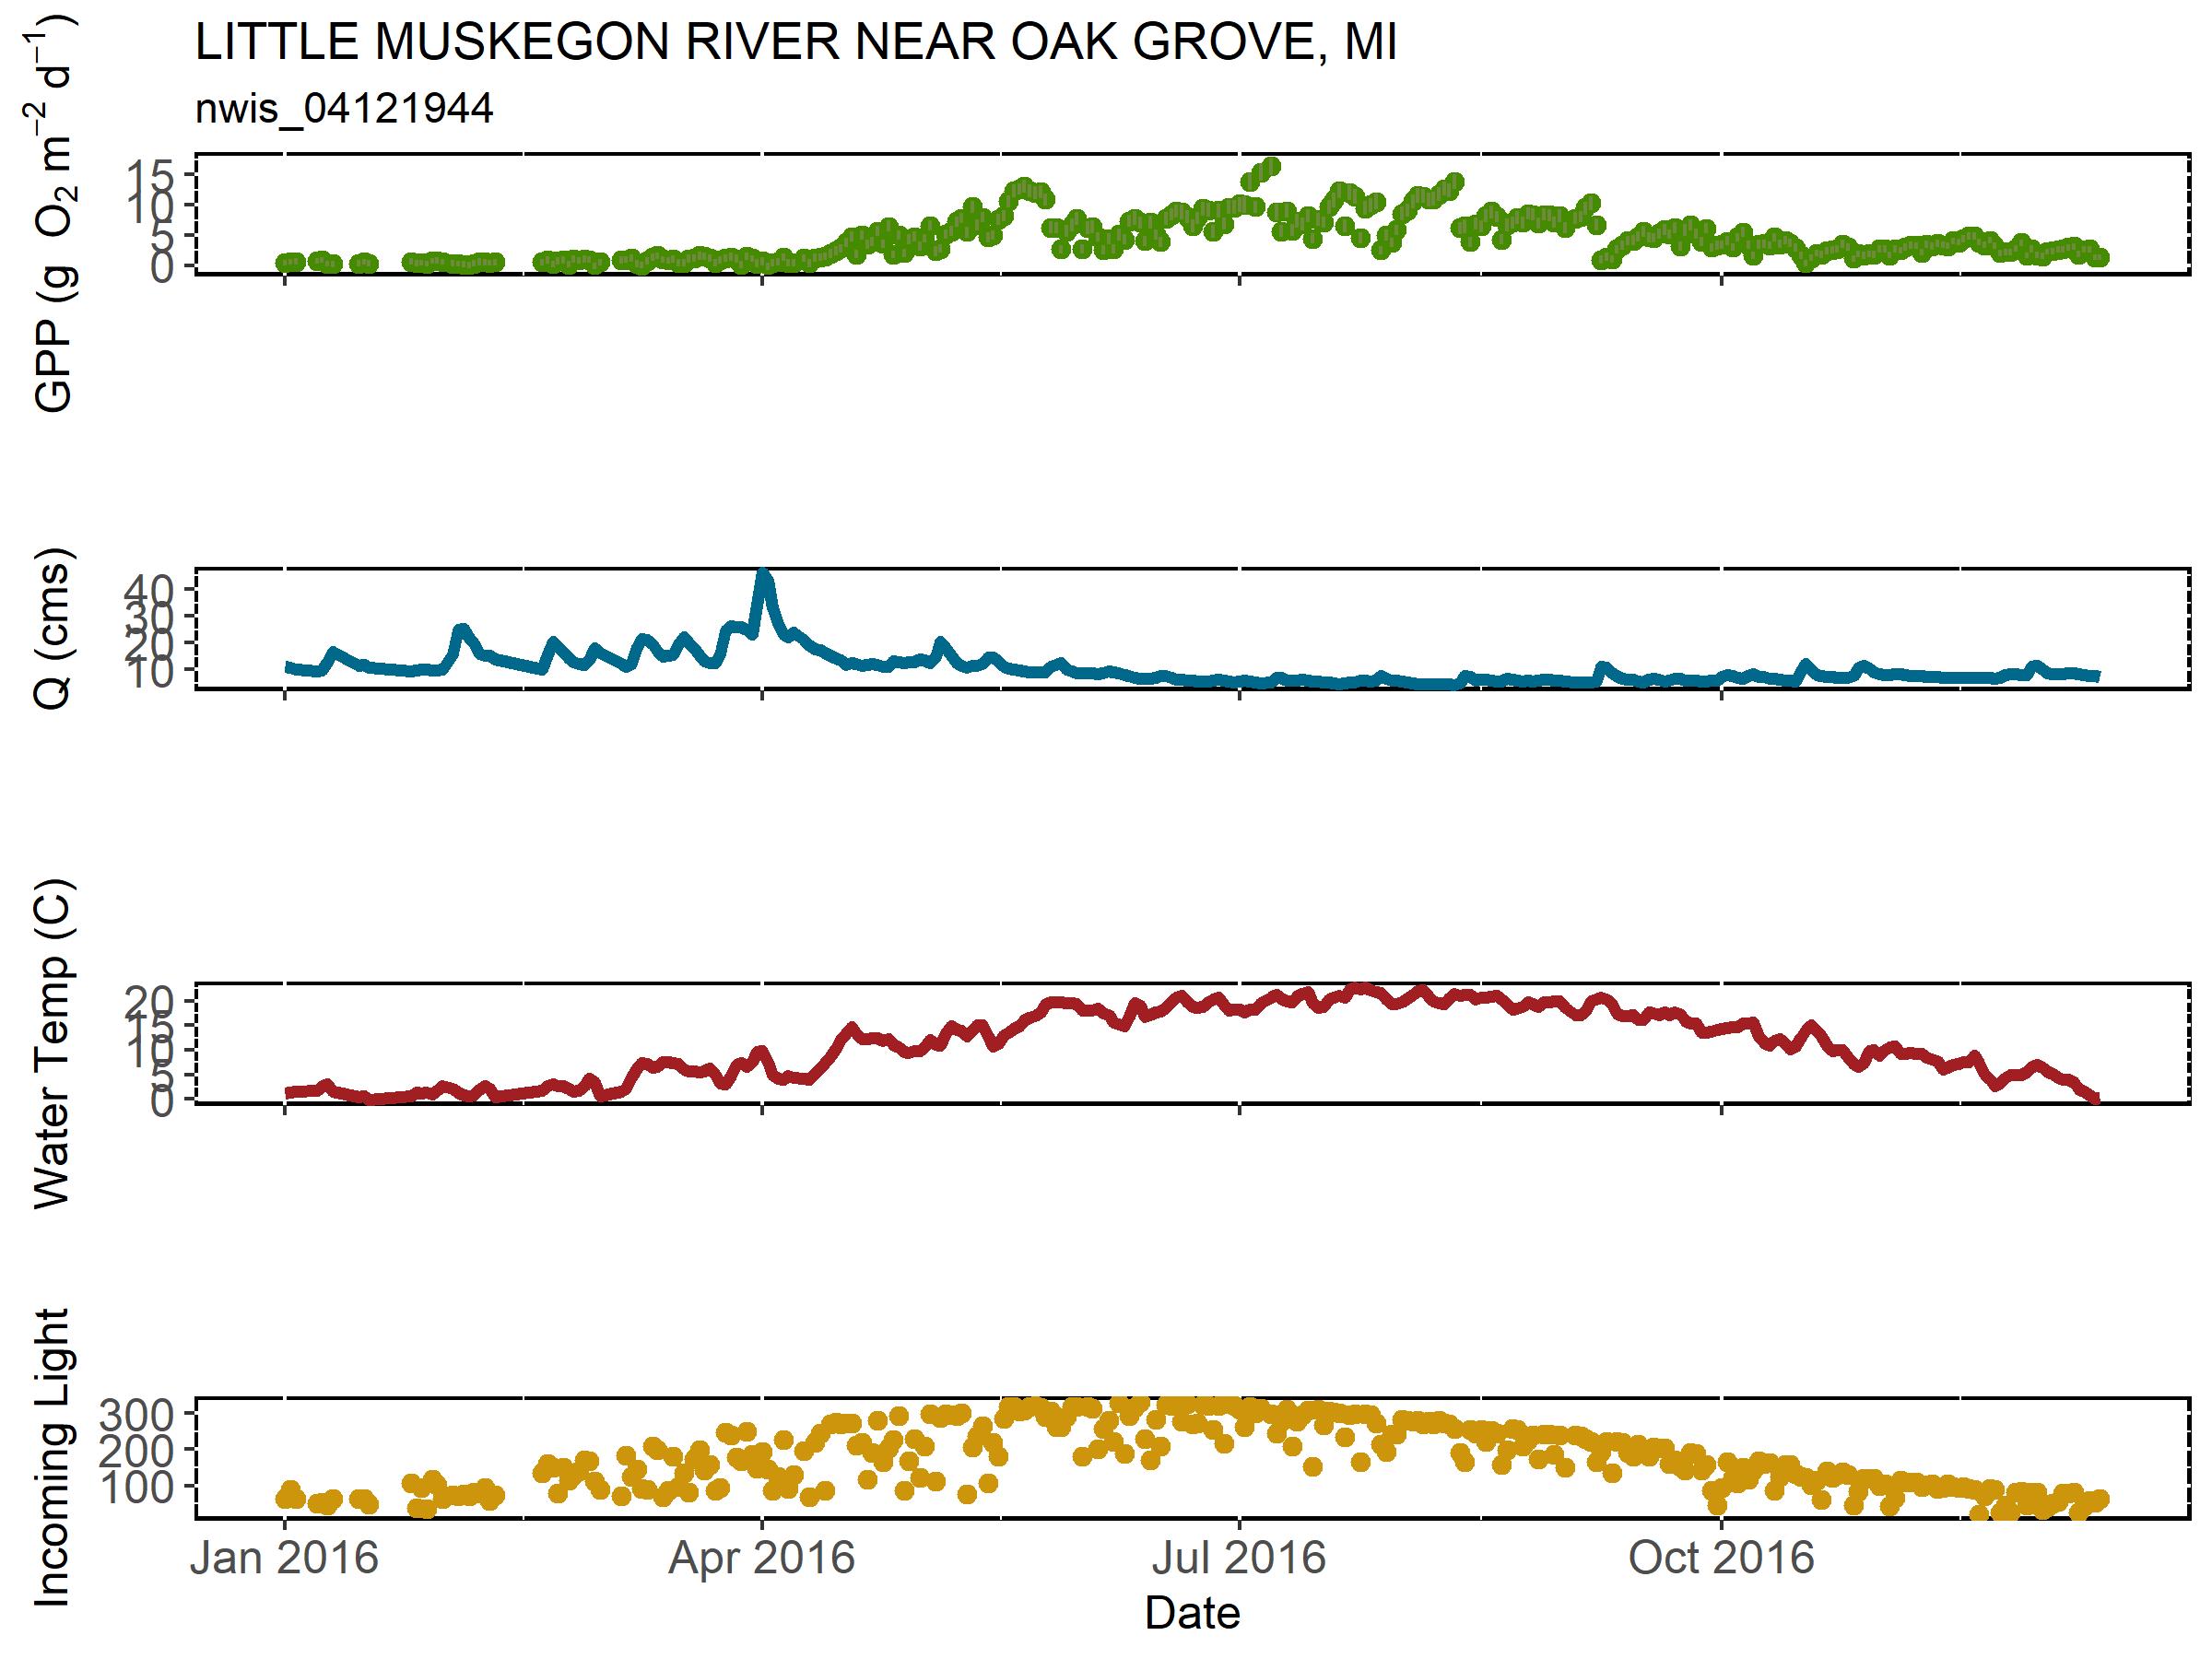 LITTLE MUSKEGON RIVER NEAR OAK GROVE, MI
nwis_04121944
GPP (g O₂ m⁻² d⁻¹)
15
10
5
0
Q (cms)
40
30
20
10
Water Temp (C)
20
15
10
5
0
Incoming Light
300
200
100
Jan 2016 Apr 2016 Jul 2016 Oct 2016
Date